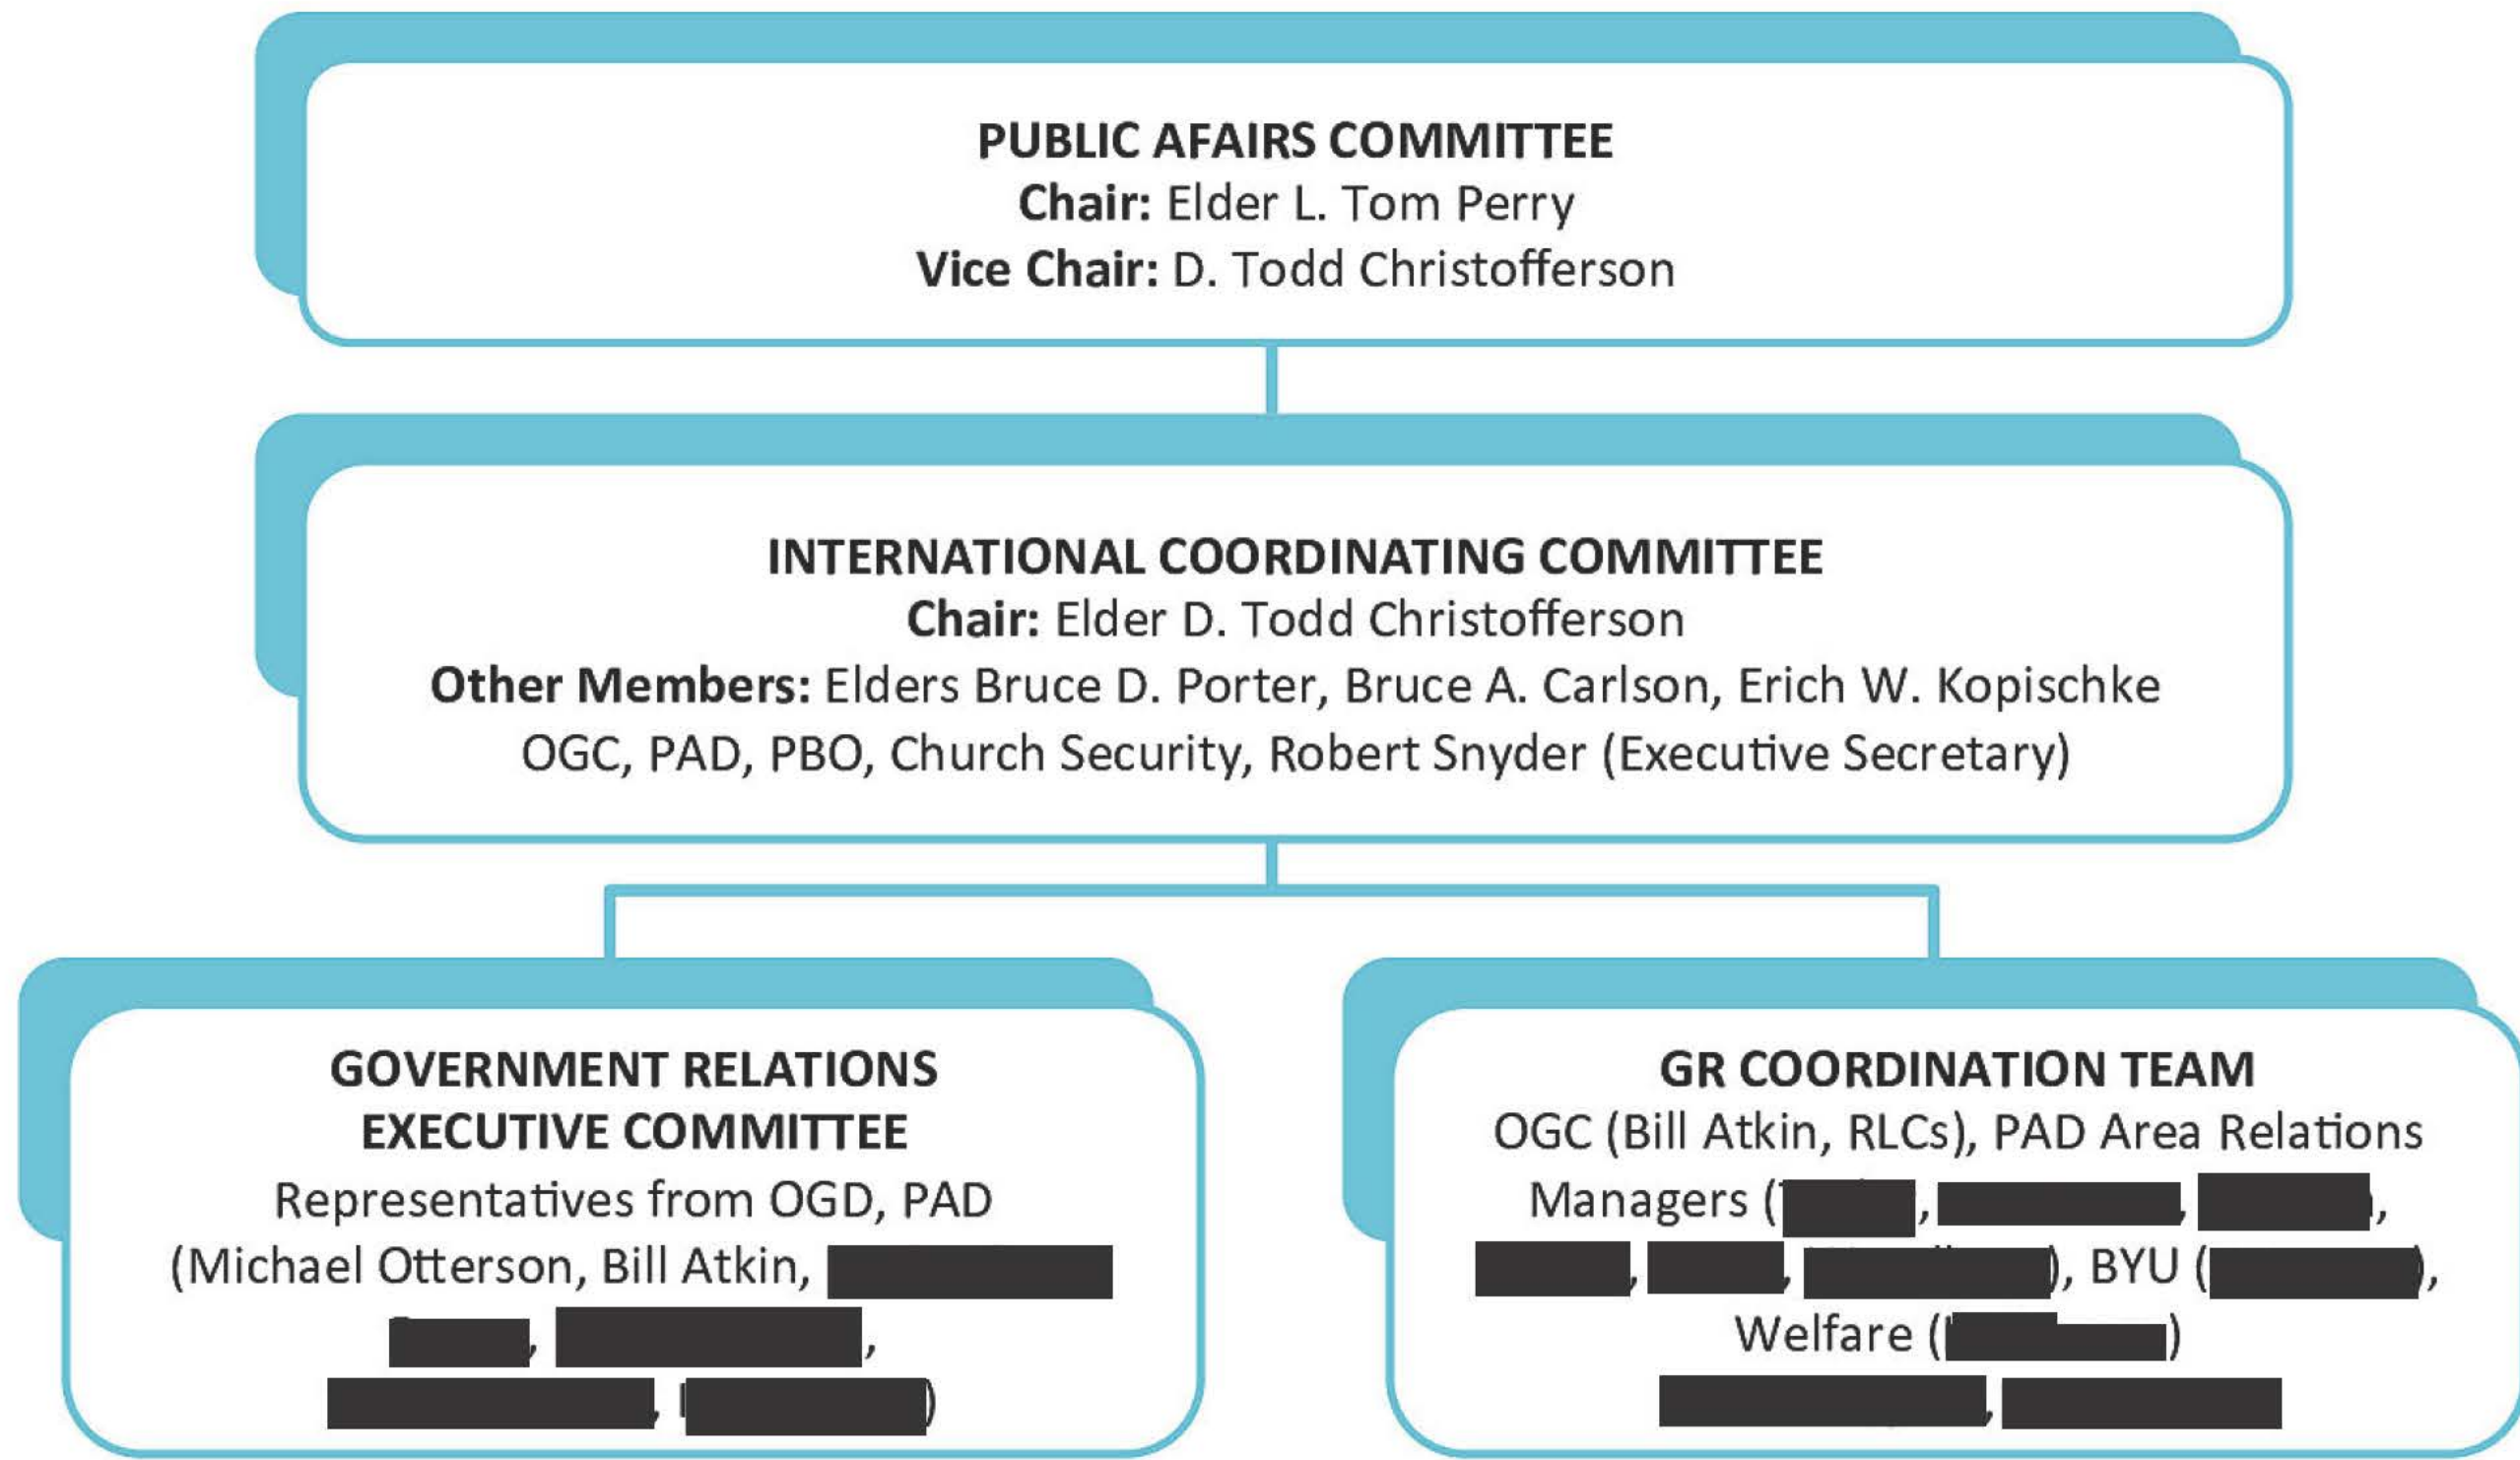 PUBLIC AFAIRS COMMITTEE
Chair: Elder L. Tom Perry
Vice Chair: D. Todd Christofferson
INTERNATIONAL COORDINATING COMMITTEE
Chair: Elder D. Todd Christofferson
Other Members: Elders Bruce D. Porter, Bruce A. Carlson, Erich W. Kopischke
OGC, PAD, PBO, Church Security, Robert Snyder (Executive Secretary)
GOVERNMENT RELATIONS
EXECUTIVE COMMITTEE
Representatives from OGD, PAD
(Michael Otterson, Bill Atkin,
, ,
, )
GR COORDINATION TEAM
OGC (Bill Atkin, RLCs), PAD Area Relations
Managers ( , , ,
, , ), BYU ( ),
Welfare ( )
,